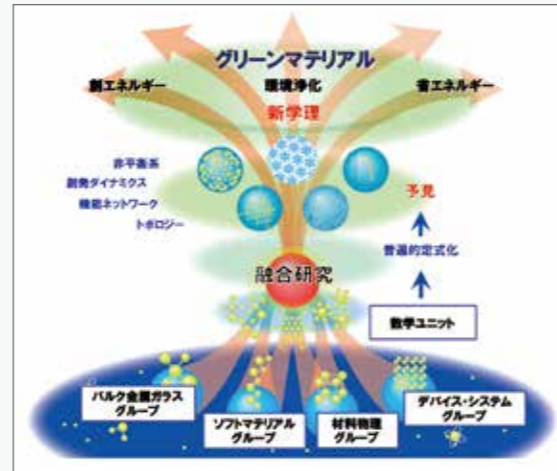 グリーンマテリアル
創エネルギー
環境浄化
省エネルギー
新学理
非平衡系
創発ダイナミクス
機能ネットワーク
トポロジー
予見
普遍的定式化
融合研究
数学ユニット
バルク金属ガラス
グループ
ソフトマテリアル
グループ
材料物理
グループ
デバイス・システム
グループ